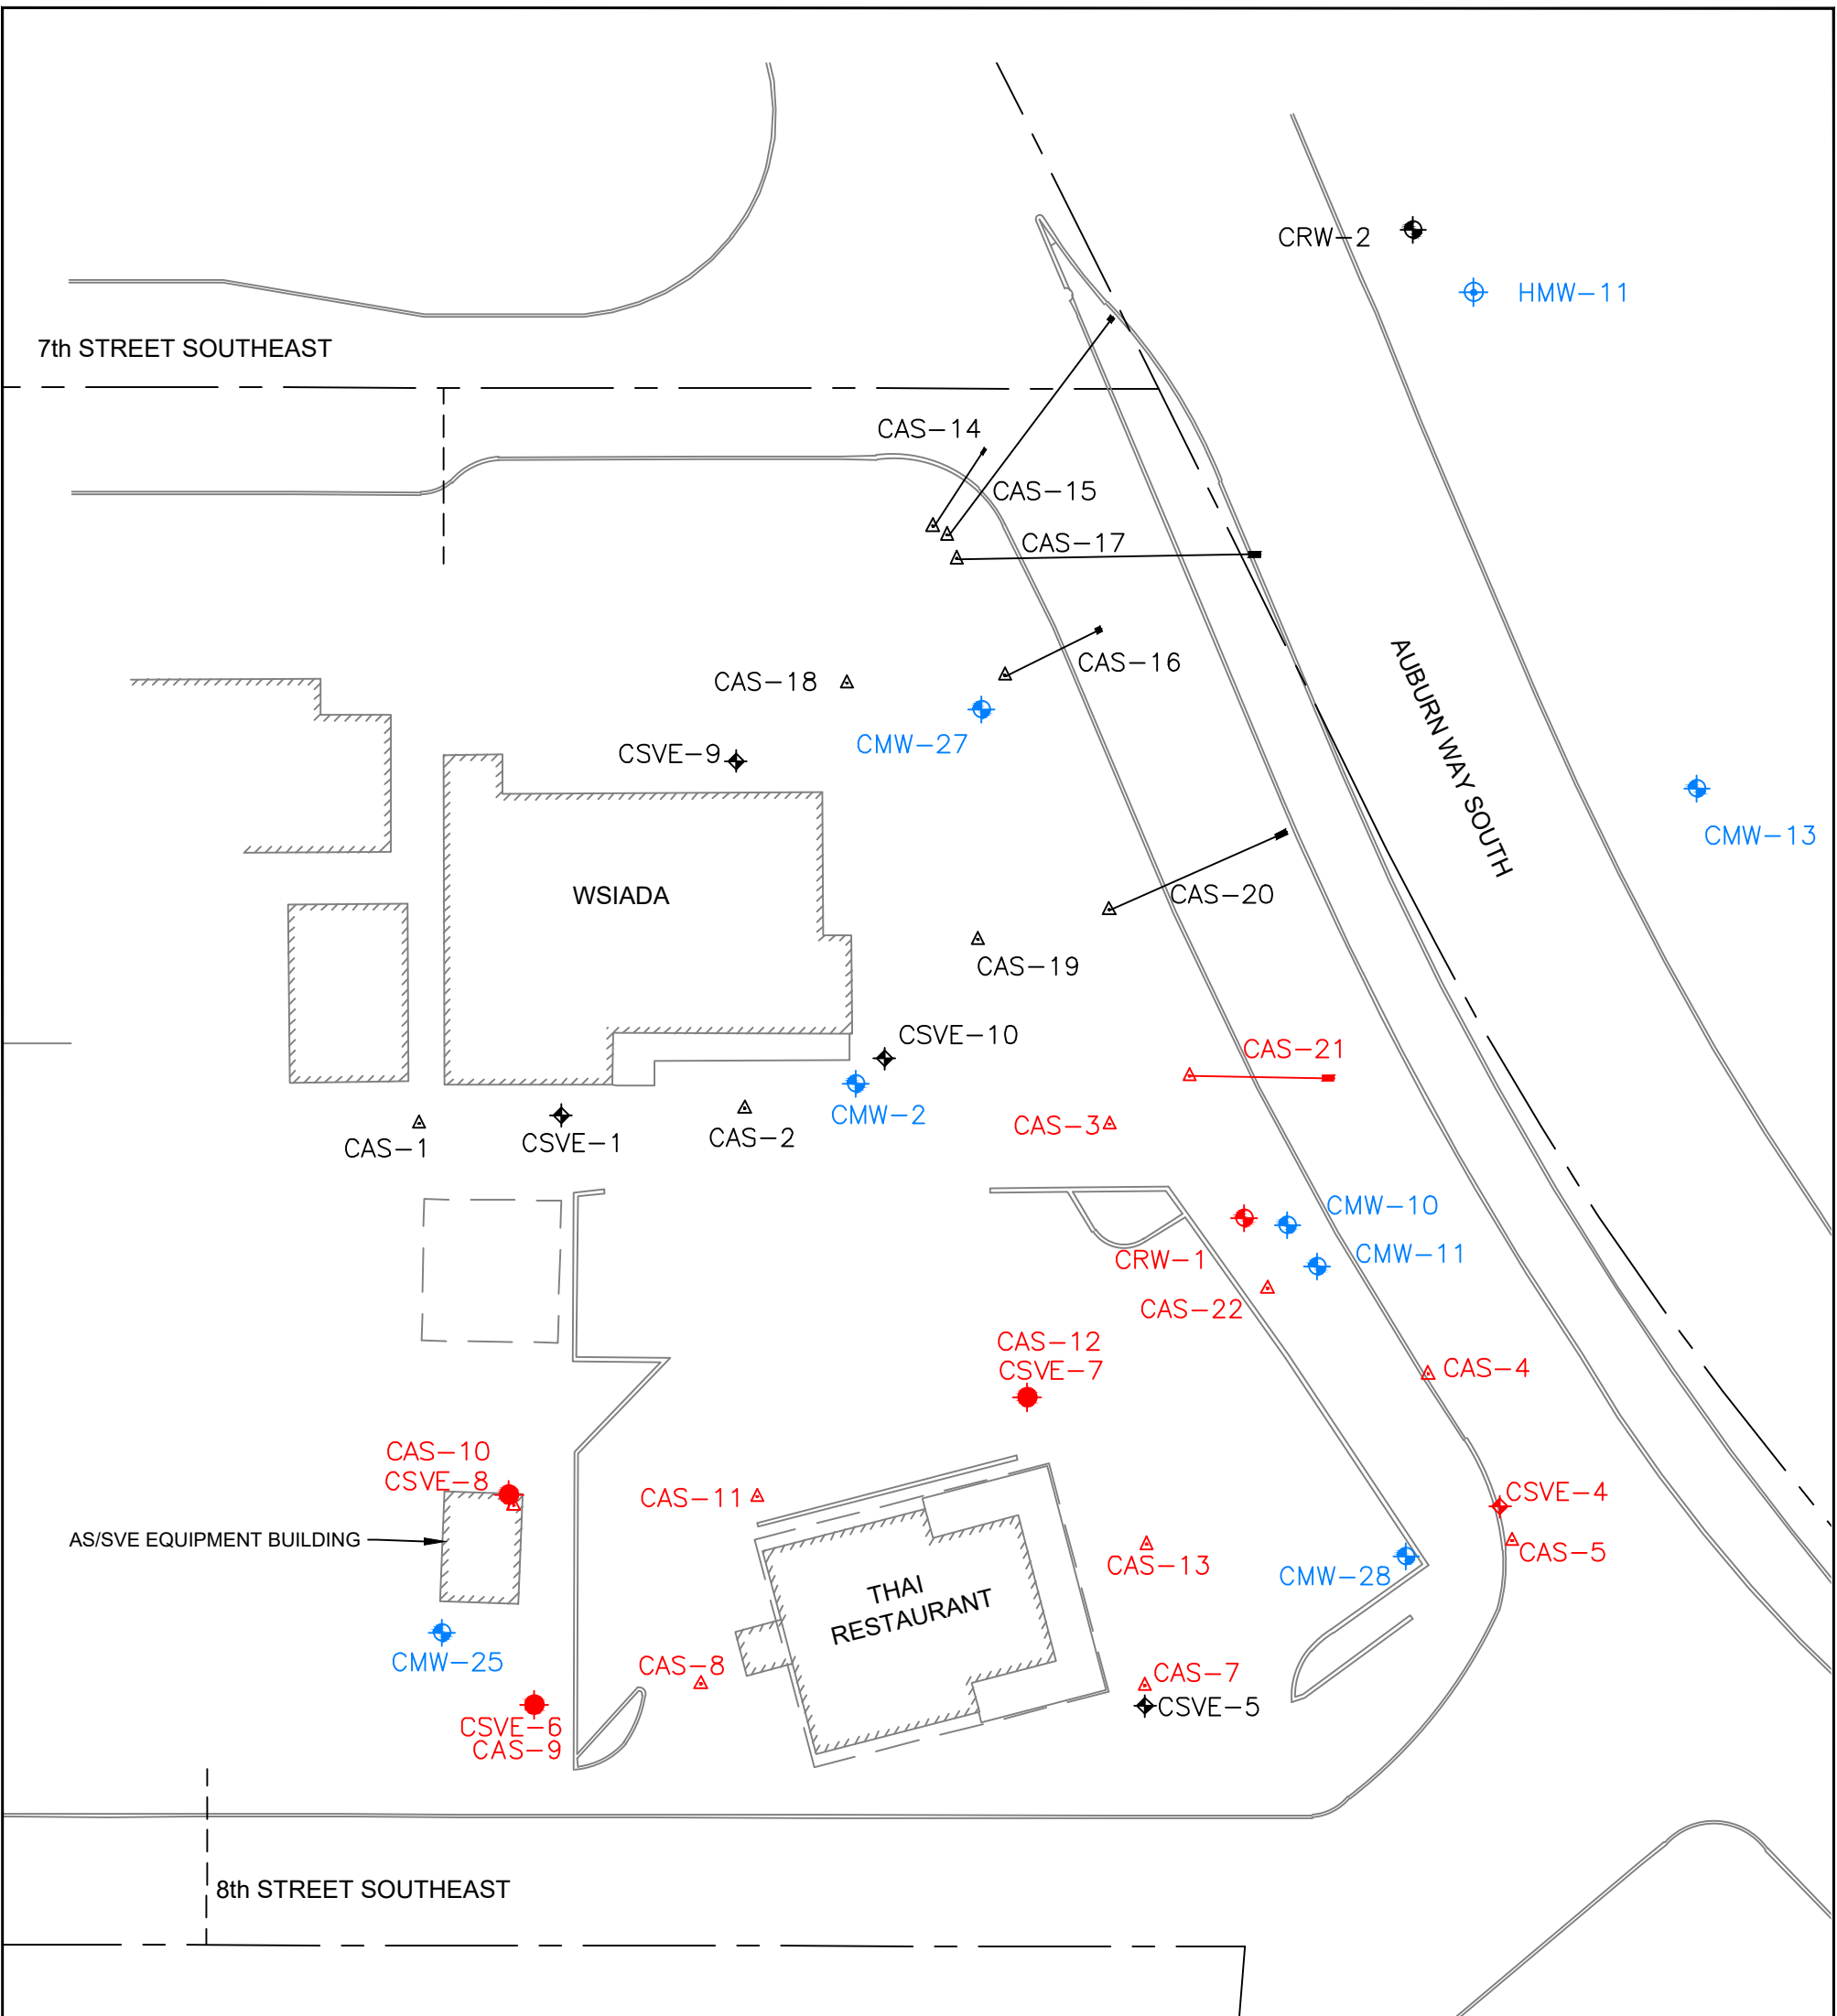 CRW-2
HMW-11
7th STREET SOUTHEAST
CAS-14
CAS-15
CAS-17
CAS-16
CAS-18
CMW-27
CSVE-9
AUBURN WAY SOUTH
CMW-13
WSIADA
CAS-20
CAS-19
CSVE-10
CAS-21
CMW-2
CAS-3
CAS-1
CSVE-1
CAS-2
CMW-10
CMW-11
CRW-1
CAS-22
CAS-12
CSVE-7
CAS-4
CAS-10
CSVE-8
CAS-11
CSVE-4
AS/SVE EQUIPMENT BUILDING
CAS-5
CAS-13
CMW-28
THAI
RESTAURANT
CMW-25
CAS-8
CAS-7
CSVE-5
CSVE-6
CAS-9
8th STREET SOUTHEAST